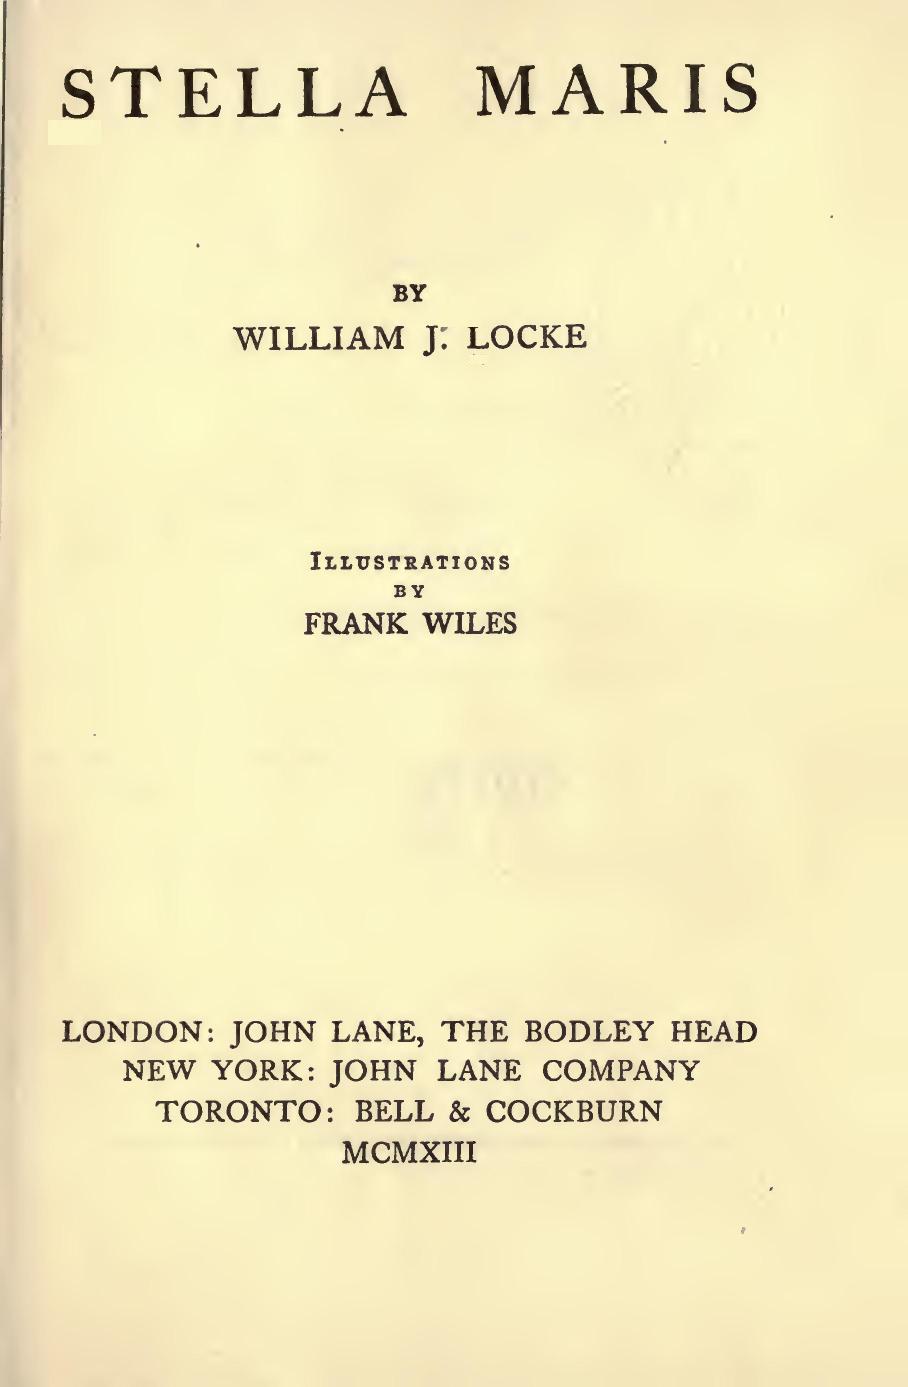 STELLA MARIS
BY
WILLIAM J. LOCKE
ILLUSTRATIONS
BY
FRANK WILES
LONDON: JOHN LANE, THE BODLEY HEAD
NEW YORK: JOHN LANE COMPANY
TORONTO: BELL & COCKBURN
MCMXIII